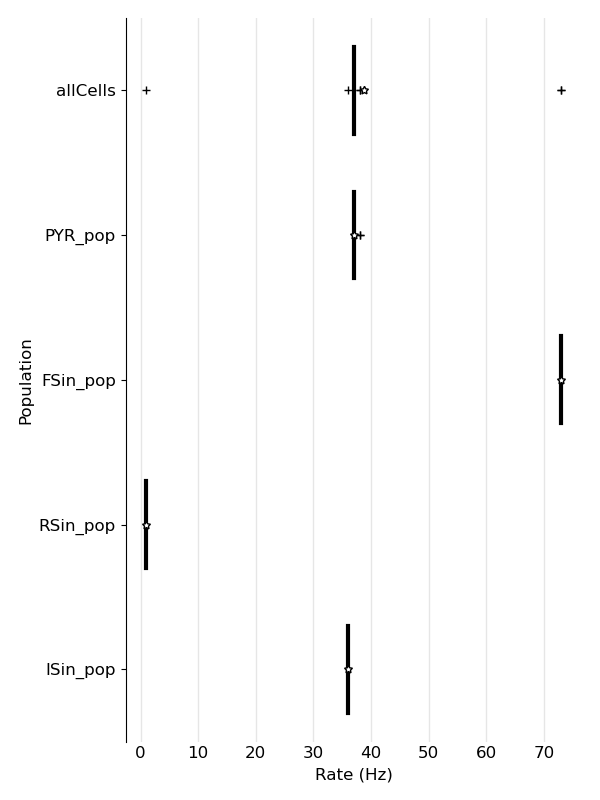 allCells
PYR_pop
FSin_pop
RSin_pop
ISin_pop
Population
0 10 20 30 40 50 60 70
Rate (Hz)